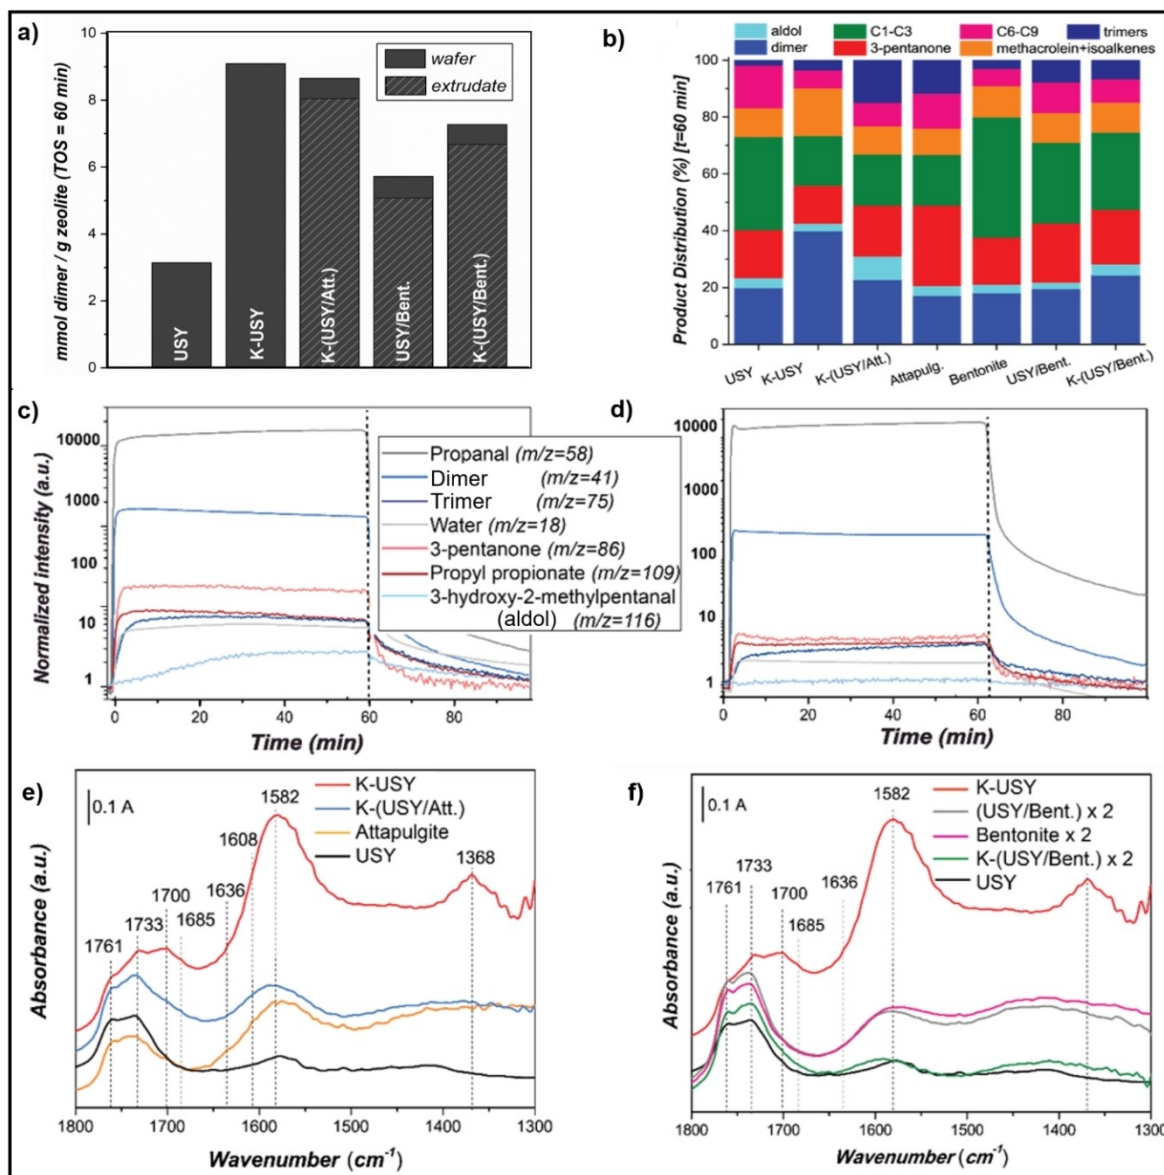 a)
10
8
6
4
2
0
mmol dimer / g zeolite (TOS = 60 min)
wafer
extrudate
USY
K-USY
K-(USY/Att.)
USY/Bent.
K-(USY/Bent.)
b)
aldol C1-C3 C6-C9 trimers
dimer 3-pentanone methacrolein+isoalkenes
Product Distribution (%) [t=60 min]
100
80
60
40
20
0
USY K-USY K-(USY/Att.) Attapulg. Bentonite USY/Bent. K-(USY/Bent.)
c)
Normalized intensity (a.u.)
10000
1000
100
10
1
0 20 40 60 80
Time (min)
Propanal (m/z=58)
Dimer (m/z=41)
Trimer (m/z=75)
Water (m/z=18)
3-pentanone (m/z=86)
Propyl propionate (m/z=109)
3-hydroxy-2-methylpentanal
(aldol) (m/z=116)
d)
10000
1000
100
10
1
0 20 40 60 80
Time (min)
e)
0.1 A
K-USY
K-(USY/Att.)
Attapulgite
USY
1761
1733
1700
1685
1636
1608
1582
1368
Absorbance (a.u.)
1800 1700 1600 1500 1400 1300
Wavenumber (cm⁻¹)
f)
0.1 A
K-USY
(USY/Bent.) x 2
Bentonite x 2
K-(USY/Bent.) x 2
USY
1761
1733
1700
1685
1636
1582
1368
Absorbance (a.u.)
1800 1700 1600 1500 1400 1300
Wavenumber (cm⁻¹)